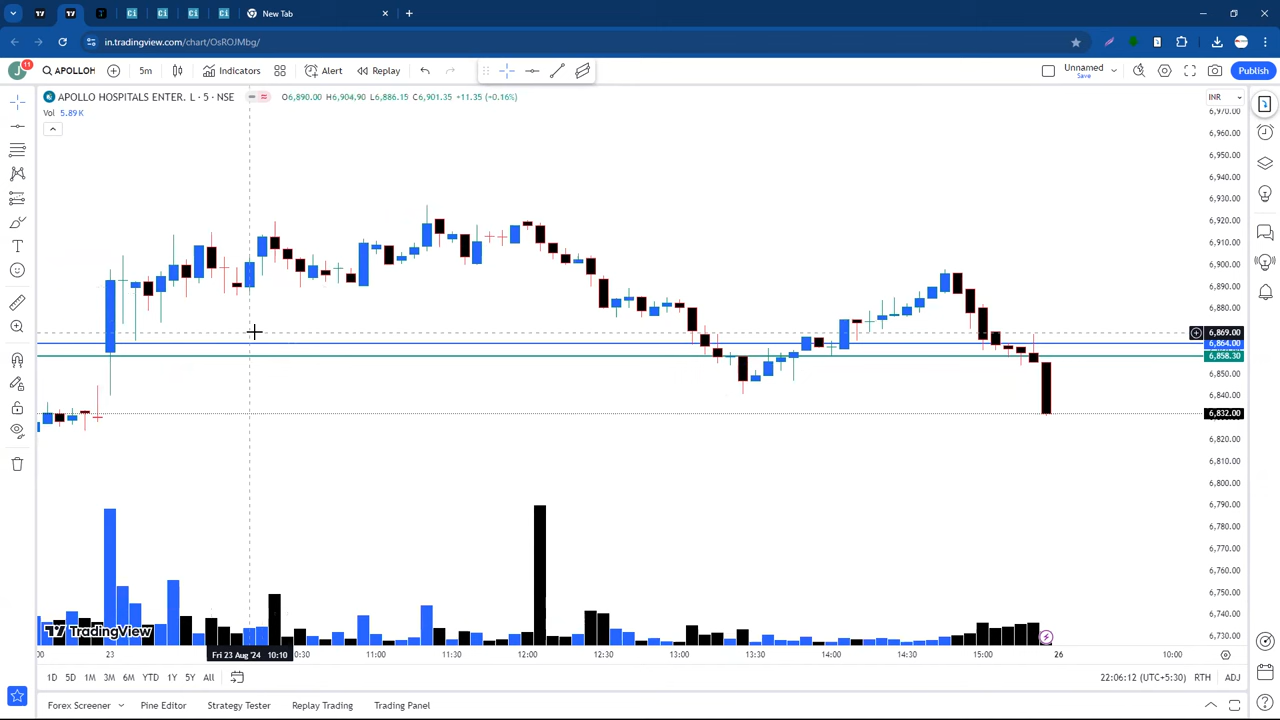 New Tab
in.tradingview.com/chart/OsROJMbg/
J 11 APOLLOH 5m Indicators Alert Replay Unnamed Save Publish
APOLLO HOSPITALS ENTER. L · 5 · NSE O6,890.00 H6,904.90 L6,886.15 C6,901.35 +11.35 (+0.16%) INR
Vol 5.89 K
6,970.00
6,960.00
6,950.00
6,940.00
6,930.00
6,920.00
6,910.00
6,900.00
6,890.00
6,880.00
6,869.00
6,864.00
6,858.30
6,850.00
6,840.00
6,832.00
6,820.00
6,810.00
6,800.00
6,790.00
6,780.00
6,770.00
6,760.00
6,750.00
6,740.00
6,730.00
TradingView
23 Fri 23 Aug '24 10:10 0:30 11:00 11:30 12:00 12:30 13:00 13:30 14:00 14:30 15:00 26 10:00
1D 5D 1M 3M 6M YTD 1Y 5Y All 22:06:12 (UTC+5:30) RTH ADJ
Forex Screener Pine Editor Strategy Tester Replay Trading Trading Panel